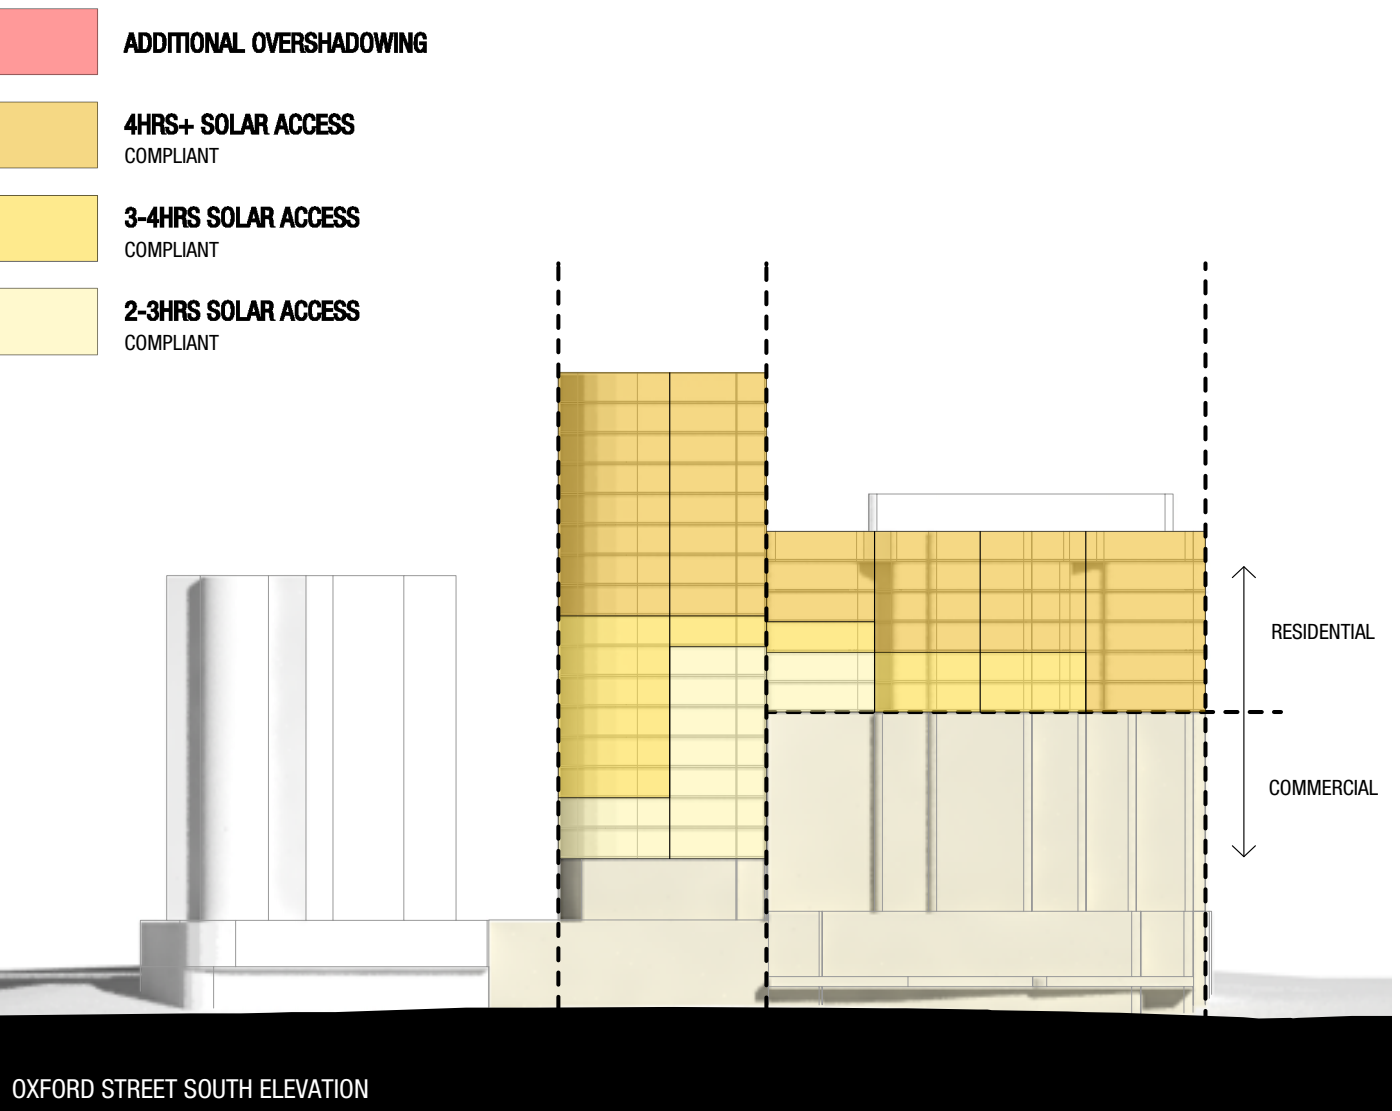 ADDITIONAL OVERSHADOWING
4HRS+ SOLAR ACCESS
COMPLIANT
3-4HRS SOLAR ACCESS
COMPLIANT
2-3HRS SOLAR ACCESS
COMPLIANT
RESIDENTIAL
COMMERCIAL
OXFORD STREET SOUTH ELEVATION